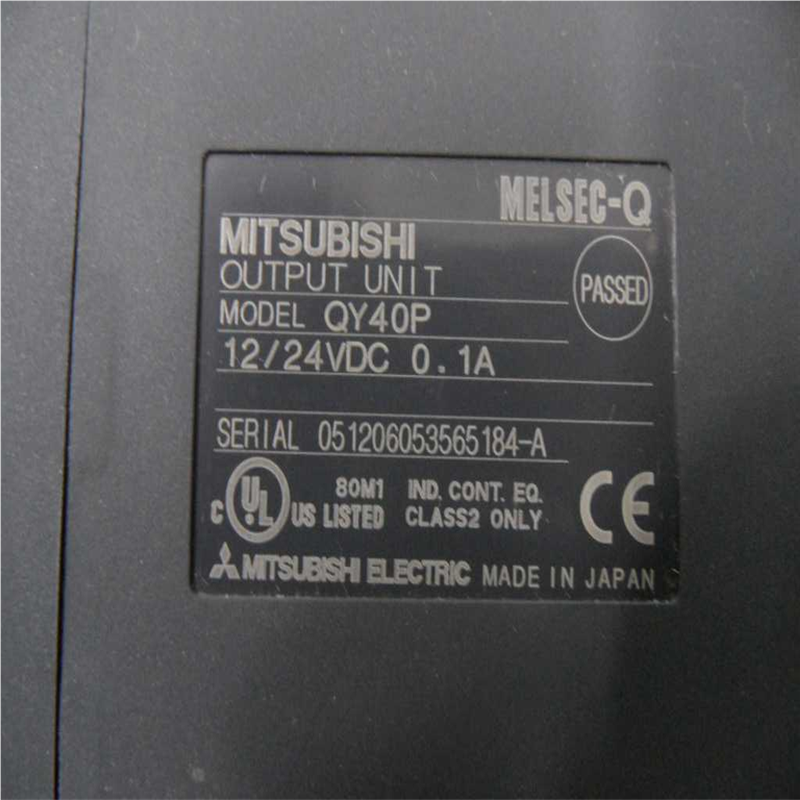 MELSEC-Q
MITSUBISHI
OUTPUT UNIT
PASSED
MODEL QY40P
12/24VDC 0.1A
SERIAL 051206053565184-A
C UL US LISTED 80M1 IND. CONT. EQ.
CLASS2 ONLY
CE
MITSUBISHI ELECTRIC MADE IN JAPAN